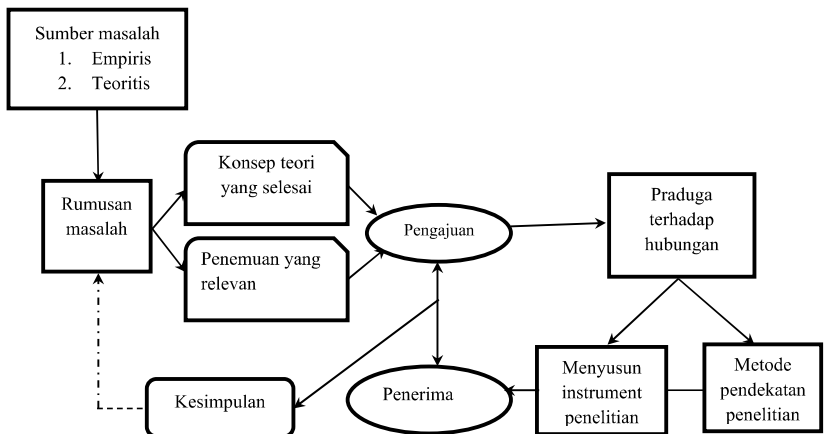 Sumber masalah
1. Empiris
2. Teoritis
Rumusan
masalah
Konsep teori
yang selesai
Penemuan yang
relevan
Pengajuan
Praduga
terhadap
hubungan
Kesimpulan
Penerima
Menyusun
instrument
penelitian
Metode
pendekatan
penelitian